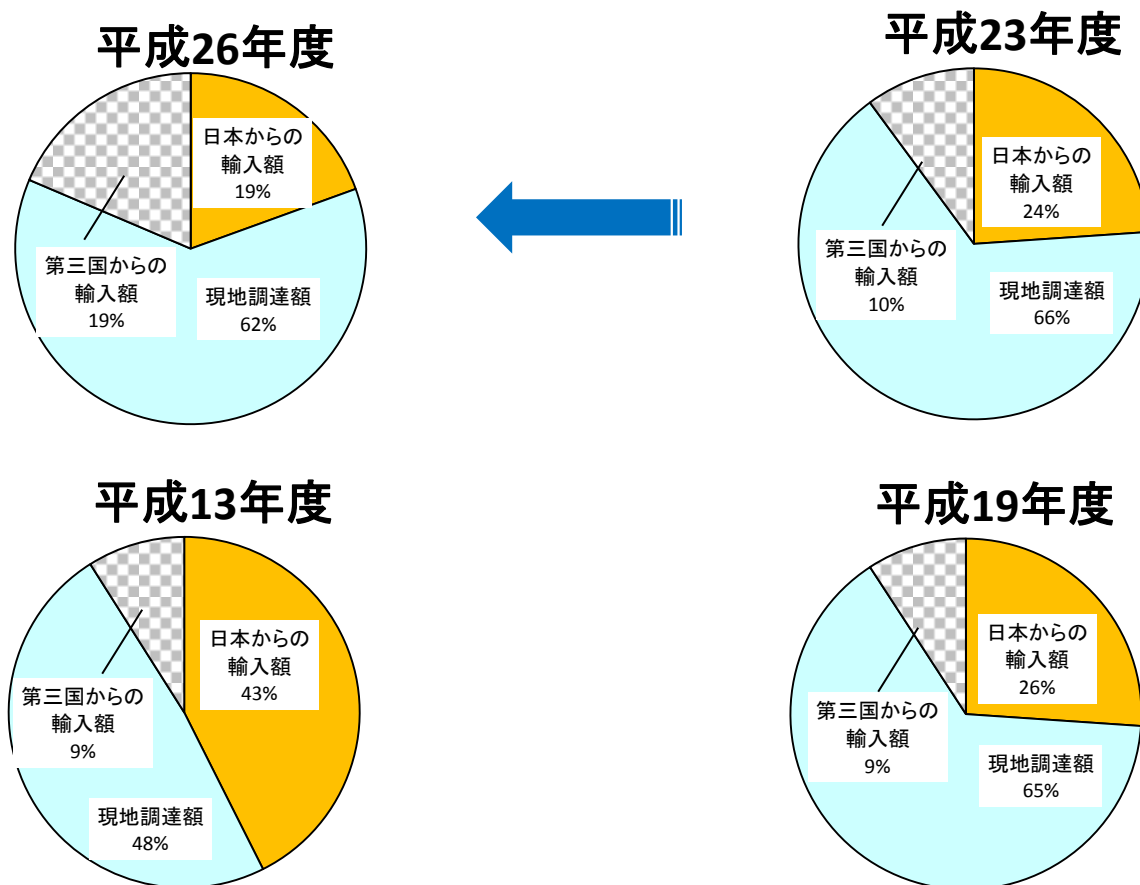 平成26年度
日本からの
輸入額
19%
第三国からの
輸入額
19%
現地調達額
62%
平成23年度
日本からの
輸入額
24%
第三国からの
輸入額
10%
現地調達額
66%
平成13年度
日本からの
輸入額
43%
第三国からの
輸入額
9%
現地調達額
48%
平成19年度
日本からの
輸入額
26%
第三国からの
輸入額
9%
現地調達額
65%